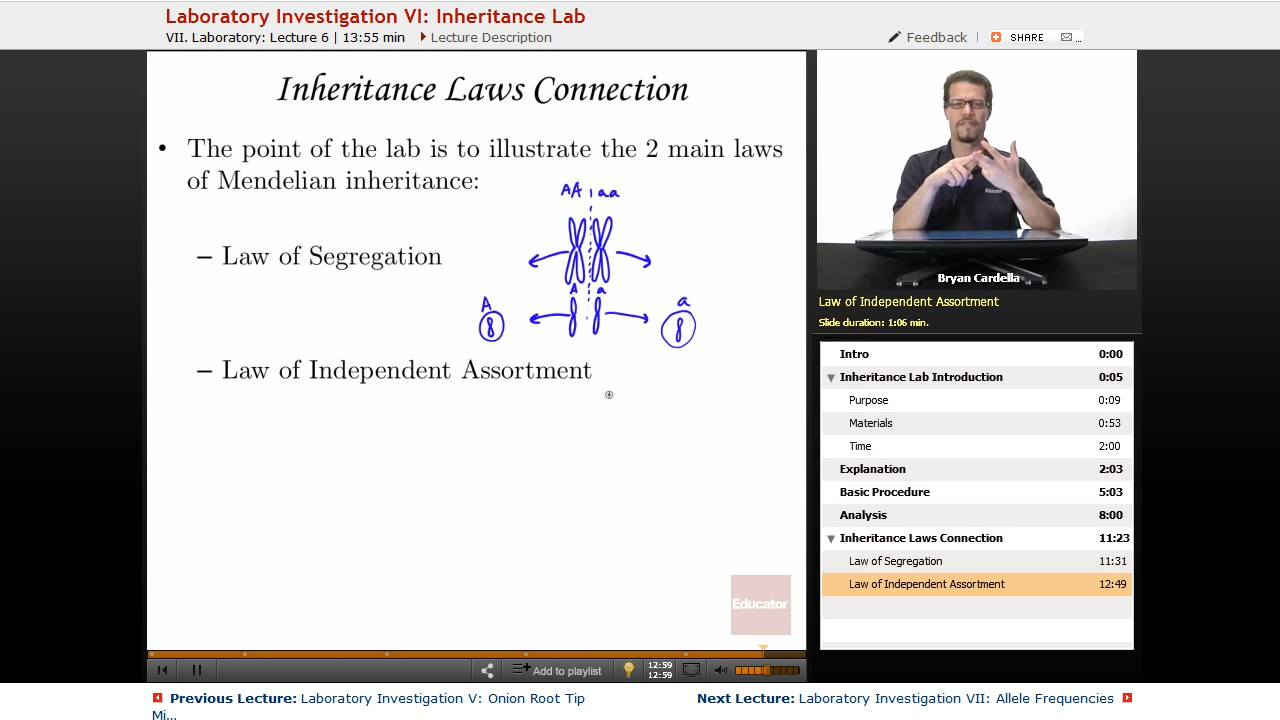 Laboratory Investigation VI: Inheritance Lab
VII. Laboratory: Lecture 6 | 13:55 min
Lecture Description
Feedback
SHARE
Inheritance Laws Connection
• The point of the lab is to illustrate the 2 main laws
of Mendelian inheritance:
AA aa
– Law of Segregation
A a
A
a
– Law of Independent Assortment
Educator
Bryan Cardella
Law of Independent Assortment
Slide duration: 1:06 min.
Intro 0:00
Inheritance Lab Introduction 0:05
Purpose 0:09
Materials 0:53
Time 2:00
Explanation 2:03
Basic Procedure 5:03
Analysis 8:00
Inheritance Laws Connection 11:23
Law of Segregation 11:31
Law of Independent Assortment 12:49
Add to playlist
12:59
12:59
Previous Lecture: Laboratory Investigation V: Onion Root Tip
Mi...
Next Lecture: Laboratory Investigation VII: Allele Frequencies